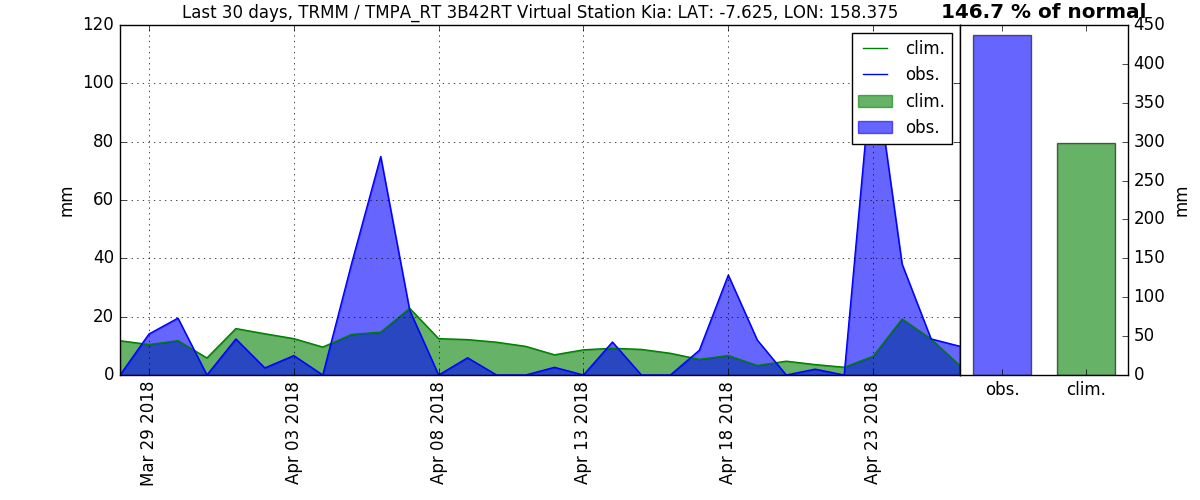 Last 30 days, TRMM / TMPA_RT 3B42RT Virtual Station Kia: LAT: -7.625, LON: 158.375
146.7 % of normal
120
100
80
60
40
20
0
mm
clim.
obs.
clim.
obs.
Mar 29 2018
Apr 03 2018
Apr 08 2018
Apr 13 2018
Apr 18 2018
Apr 23 2018
450
400
350
300
250
200
150
100
50
0
mm
obs.
clim.